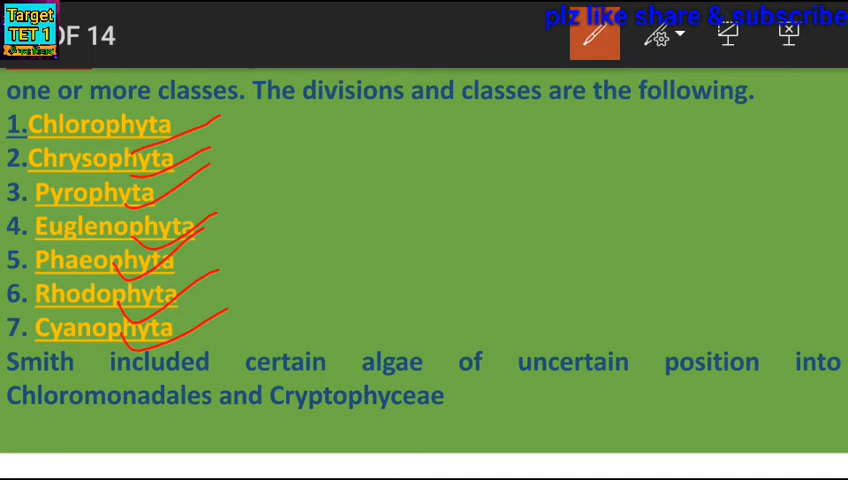 Target
TET 1
OF 14
plz like share & subscribe
one or more classes. The divisions and classes are the following.
1.Chlorophyta
2.Chrysophyta
3. Pyrophyta
4. Euglenophyta
5. Phaeophyta
6. Rhodophyta
7. Cyanophyta
Smith included certain algae of uncertain position into
Chloromonadales and Cryptophyceae